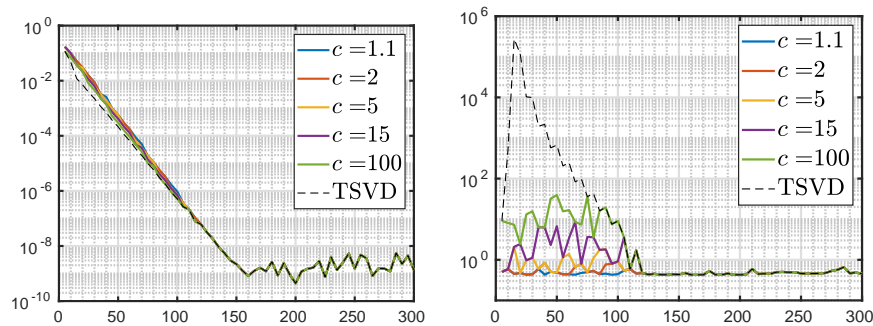 10^0
10^-2
10^-4
10^-6
10^-8
10^-10
0 50 100 150 200 250 300
c = 1.1
c = 2
c = 5
c = 15
c = 100
TSVD
10^6
10^4
10^2
10^0
0 50 100 150 200 250 300
c = 1.1
c = 2
c = 5
c = 15
c = 100
TSVD